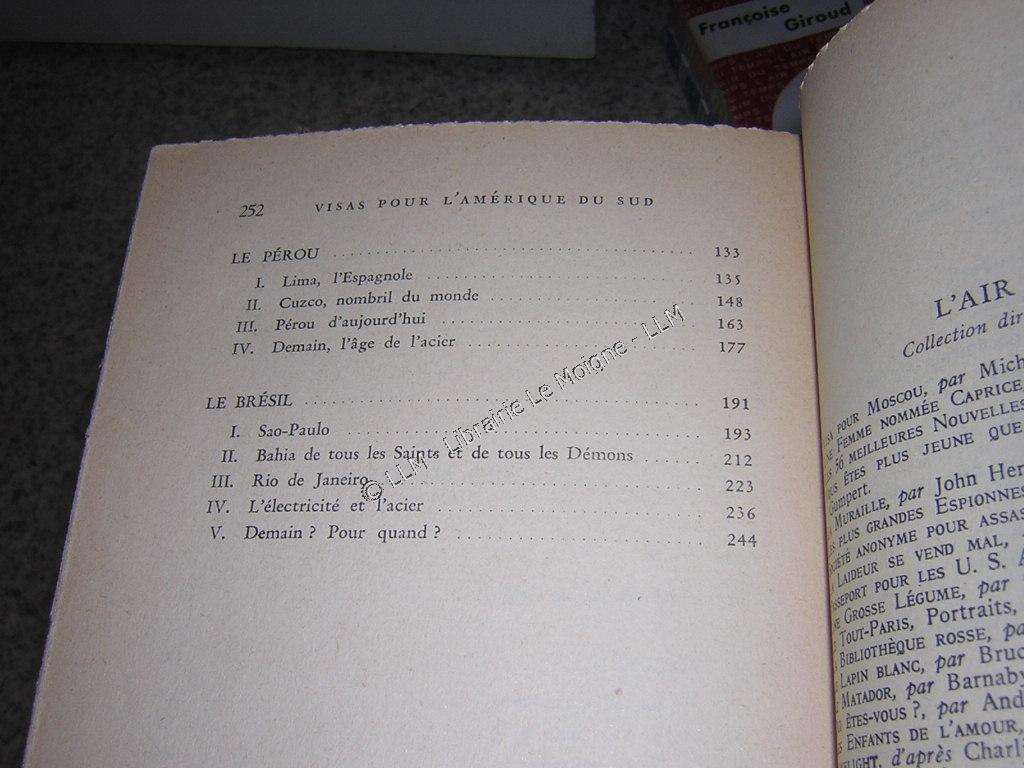 Françoise
Giroud
252 VISAS POUR L'AMÉRIQUE DU SUD
LE PÉROU 133
I. Lima, l'Espagnole 135
II. Cuzco, nombril du monde 148
III. Pérou d'aujourd'hui 163
IV. Demain, l'âge de l'acier 177
LE BRÉSIL 191
I. Sao-Paulo 193
II. Bahia de tous les Saints et de tous les Démons 212
III. Rio de Janeiro 223
IV. L'électricité et l'acier 236
V. Demain ? Pour quand ? 244
© LLM - Librairie Le Moigne - LLM
L'AIR
Collection dir
POUR MOSCOU, par Mich
FEMME NOMMÉE CAPRICE,
56 MEILLEURES NOUVELLES
ÊTES PLUS JEUNE QUE
Gumpert.
MURAILLE, par John Her
PLUS GRANDES ESPIONNES
ANONYME POUR ASSAS
LAIDEUR SE VEND MAL,
POUR LES U. S. A
GROSSE LÉGUME, par
TOUT-PARIS, Portraits,
BIBLIOTHÈQUE ROSSE, pa
LAPIN BLANC, par Bruc
MATADOR, par Barnaby
ÊTES-VOUS ?, par And
ENFANTS DE L'AMOUR,
d'après Charli